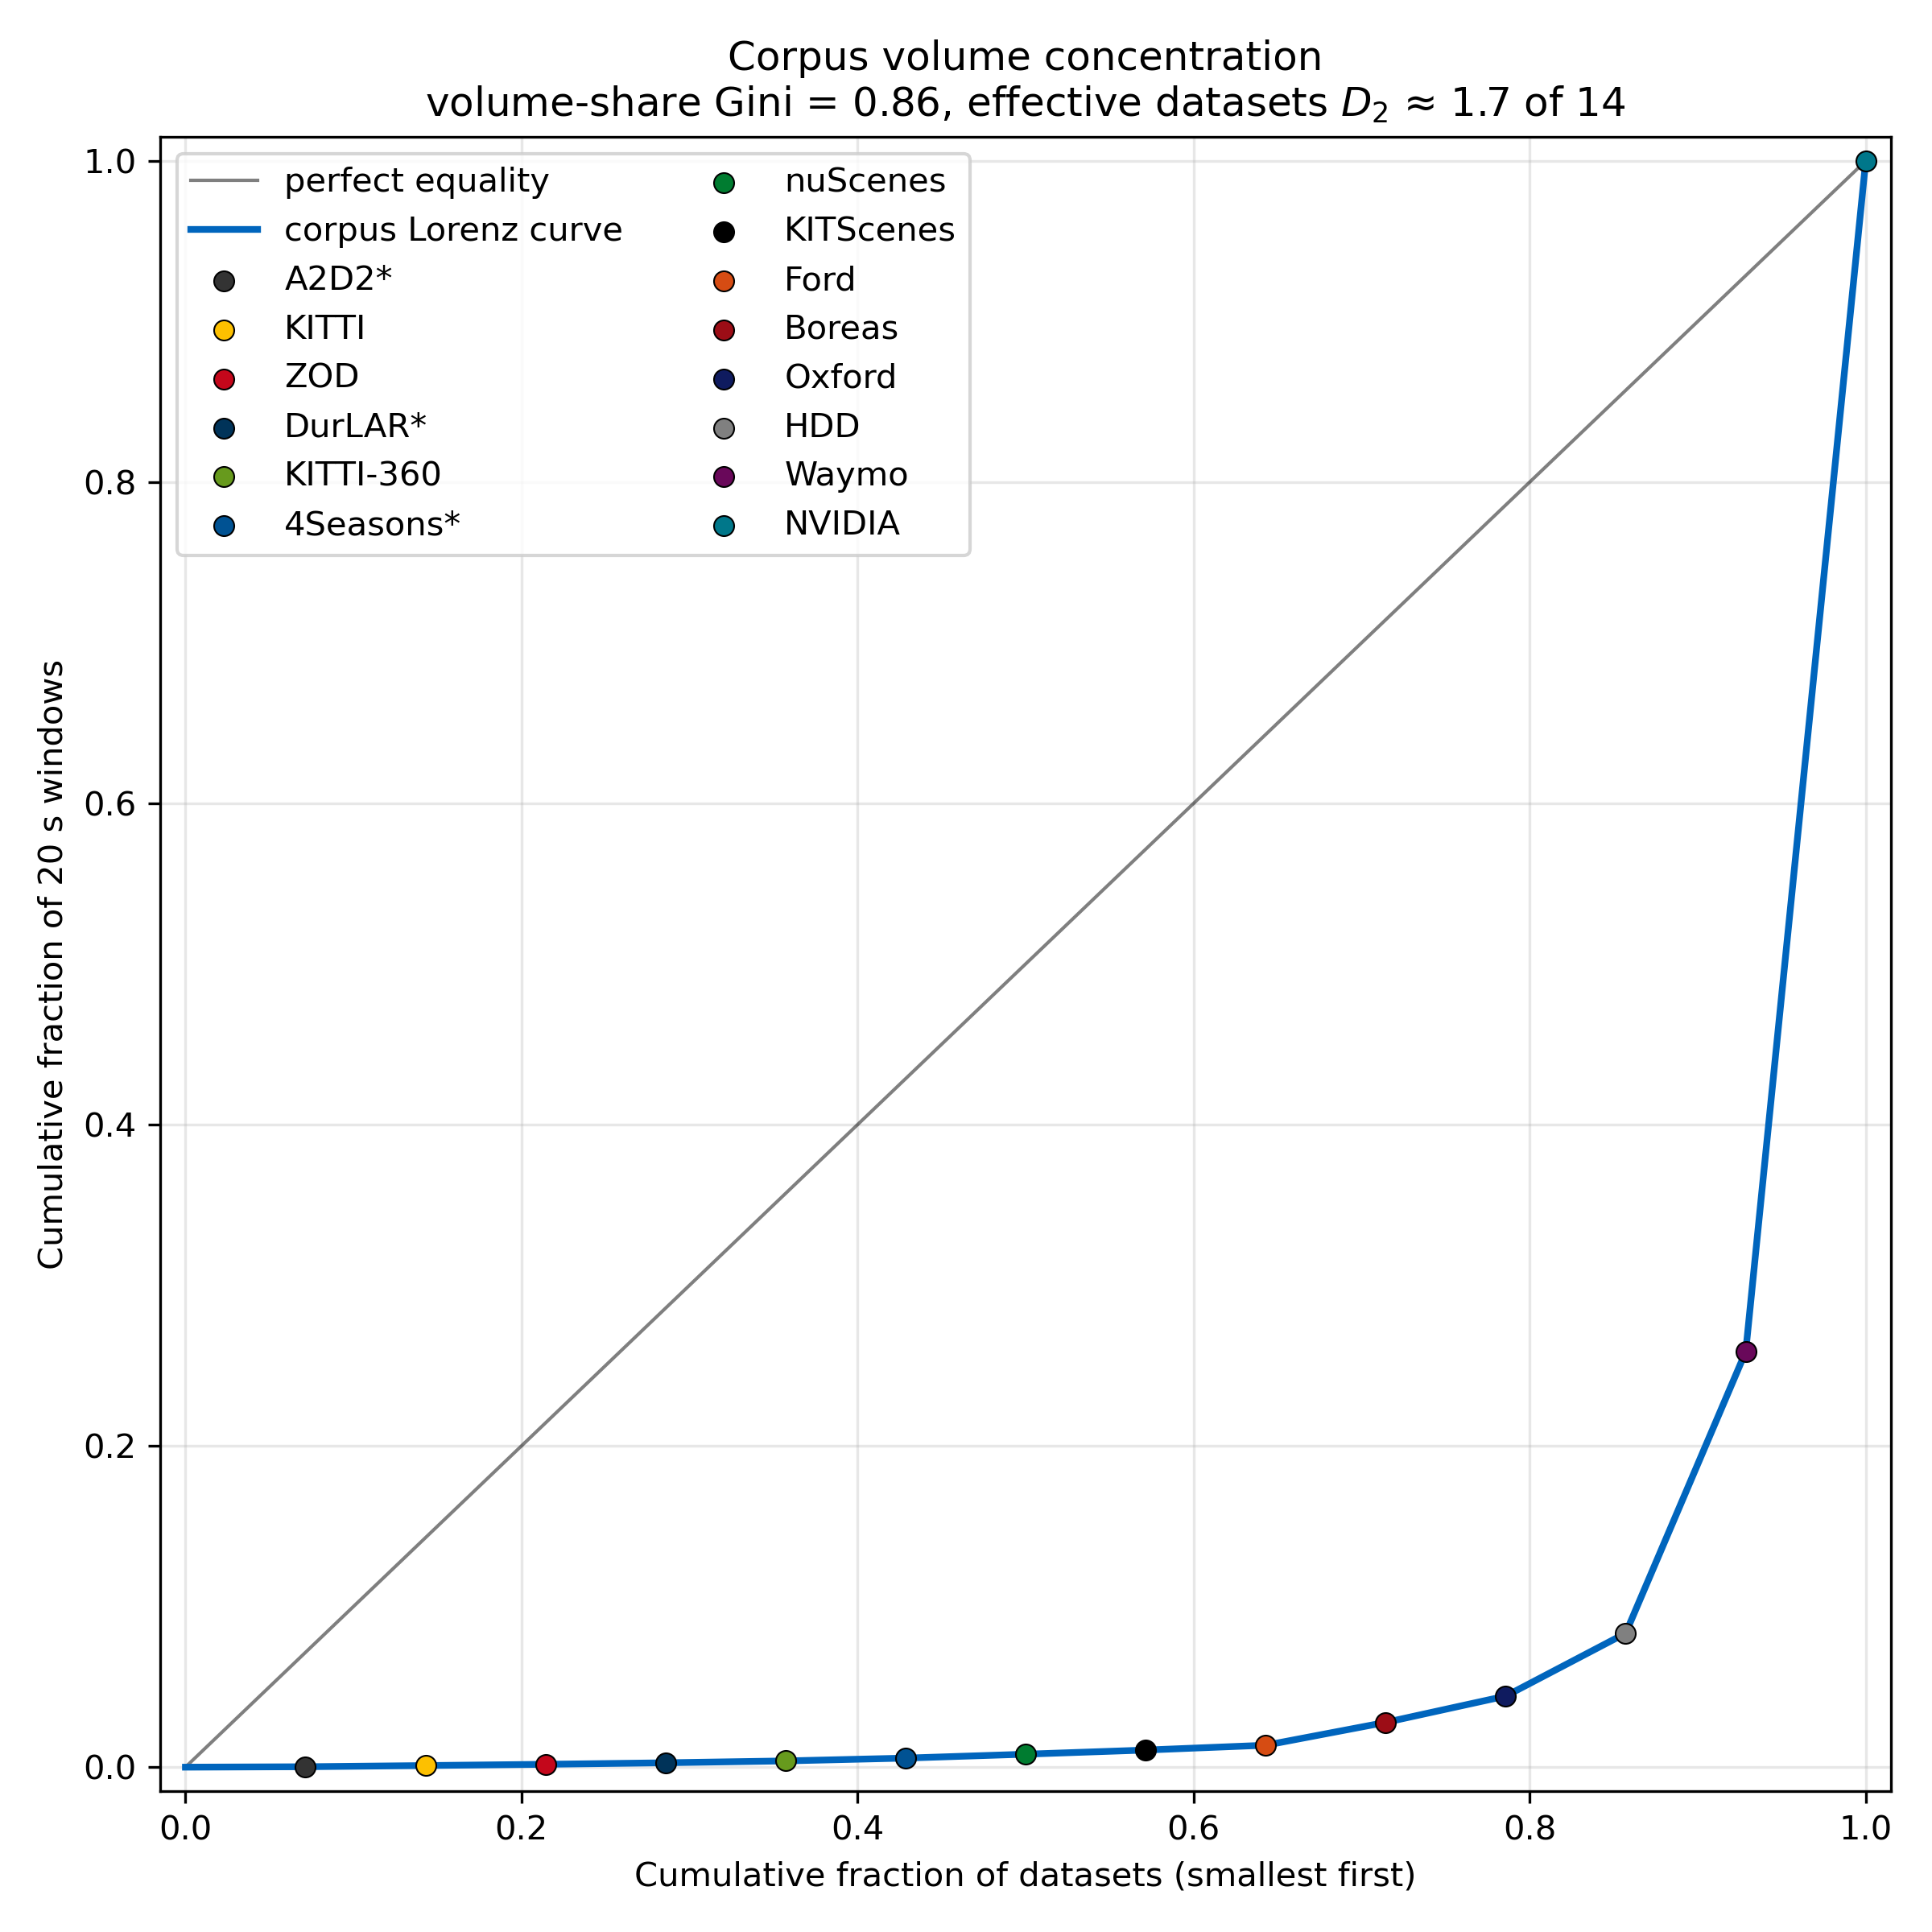 Corpus volume concentration
volume-share Gini = 0.86, effective datasets D₂ ≈ 1.7 of 14
perfect equality
corpus Lorenz curve
A2D2*
KITTI
ZOD
DurLAR*
KITTI-360
4Seasons*
nuScenes
KITScenes
Ford
Boreas
Oxford
HDD
Waymo
NVIDIA
1.0
0.8
0.6
0.4
0.2
0.0
Cumulative fraction of 20 s windows
0.0 0.2 0.4 0.6 0.8 1.0
Cumulative fraction of datasets (smallest first)